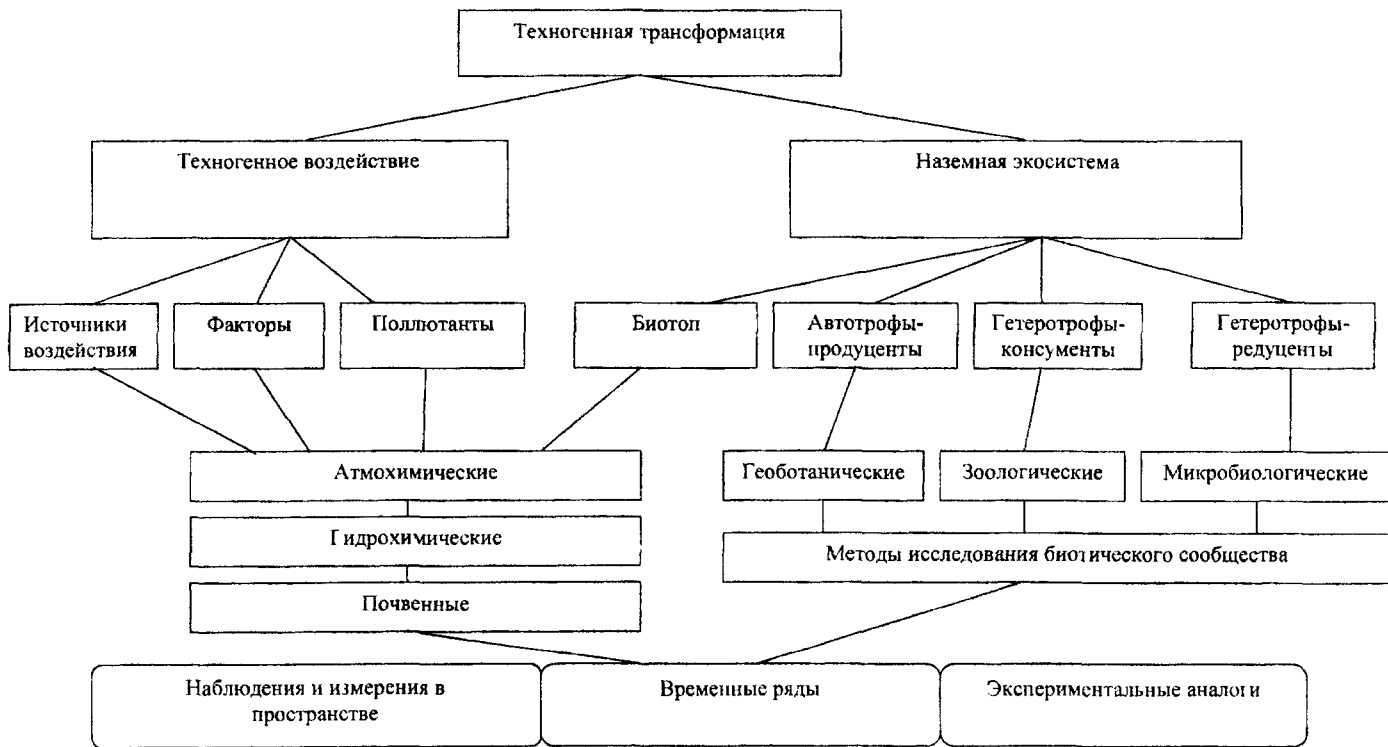 Техногенная трансформация
Техногенное воздействие
Наземная экосистема
Источники
воздействия
Факторы
Поллютанты
Биотоп
Автотрофы-
продуценты
Гетеротрофы-
консументы
Гетеротрофы-
редуценты
Атмохимические
Геоботанические
Зоологические
Микробиологические
Гидрохимические
Методы исследования биотического сообщества
Почвенные
Наблюдения и измерения в
пространстве
Временные ряды
Экспериментальные аналоги